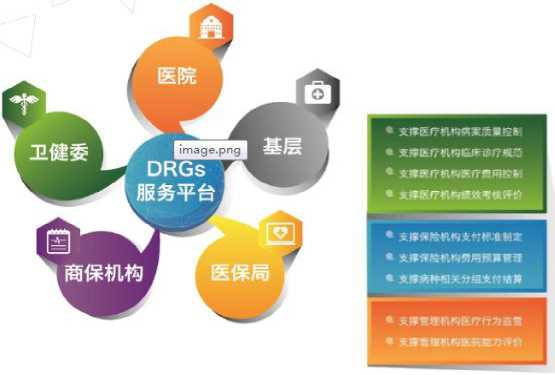 医院
卫健委
基层
image.png
DRGs
服务平台
商保机构
医保局
支撑医疗机构病案质量控制
支撑医疗机构临床诊疗规范
支撑医疗机构医疗费用控制
支撑医疗机构绩效考核评价
支撑保险机构支付标准制定
支撑保险机构费用预算管理
支撑病种相关分组支付结算
支撑管理机构医疗行为监管
支撑管理机构医院能力评价